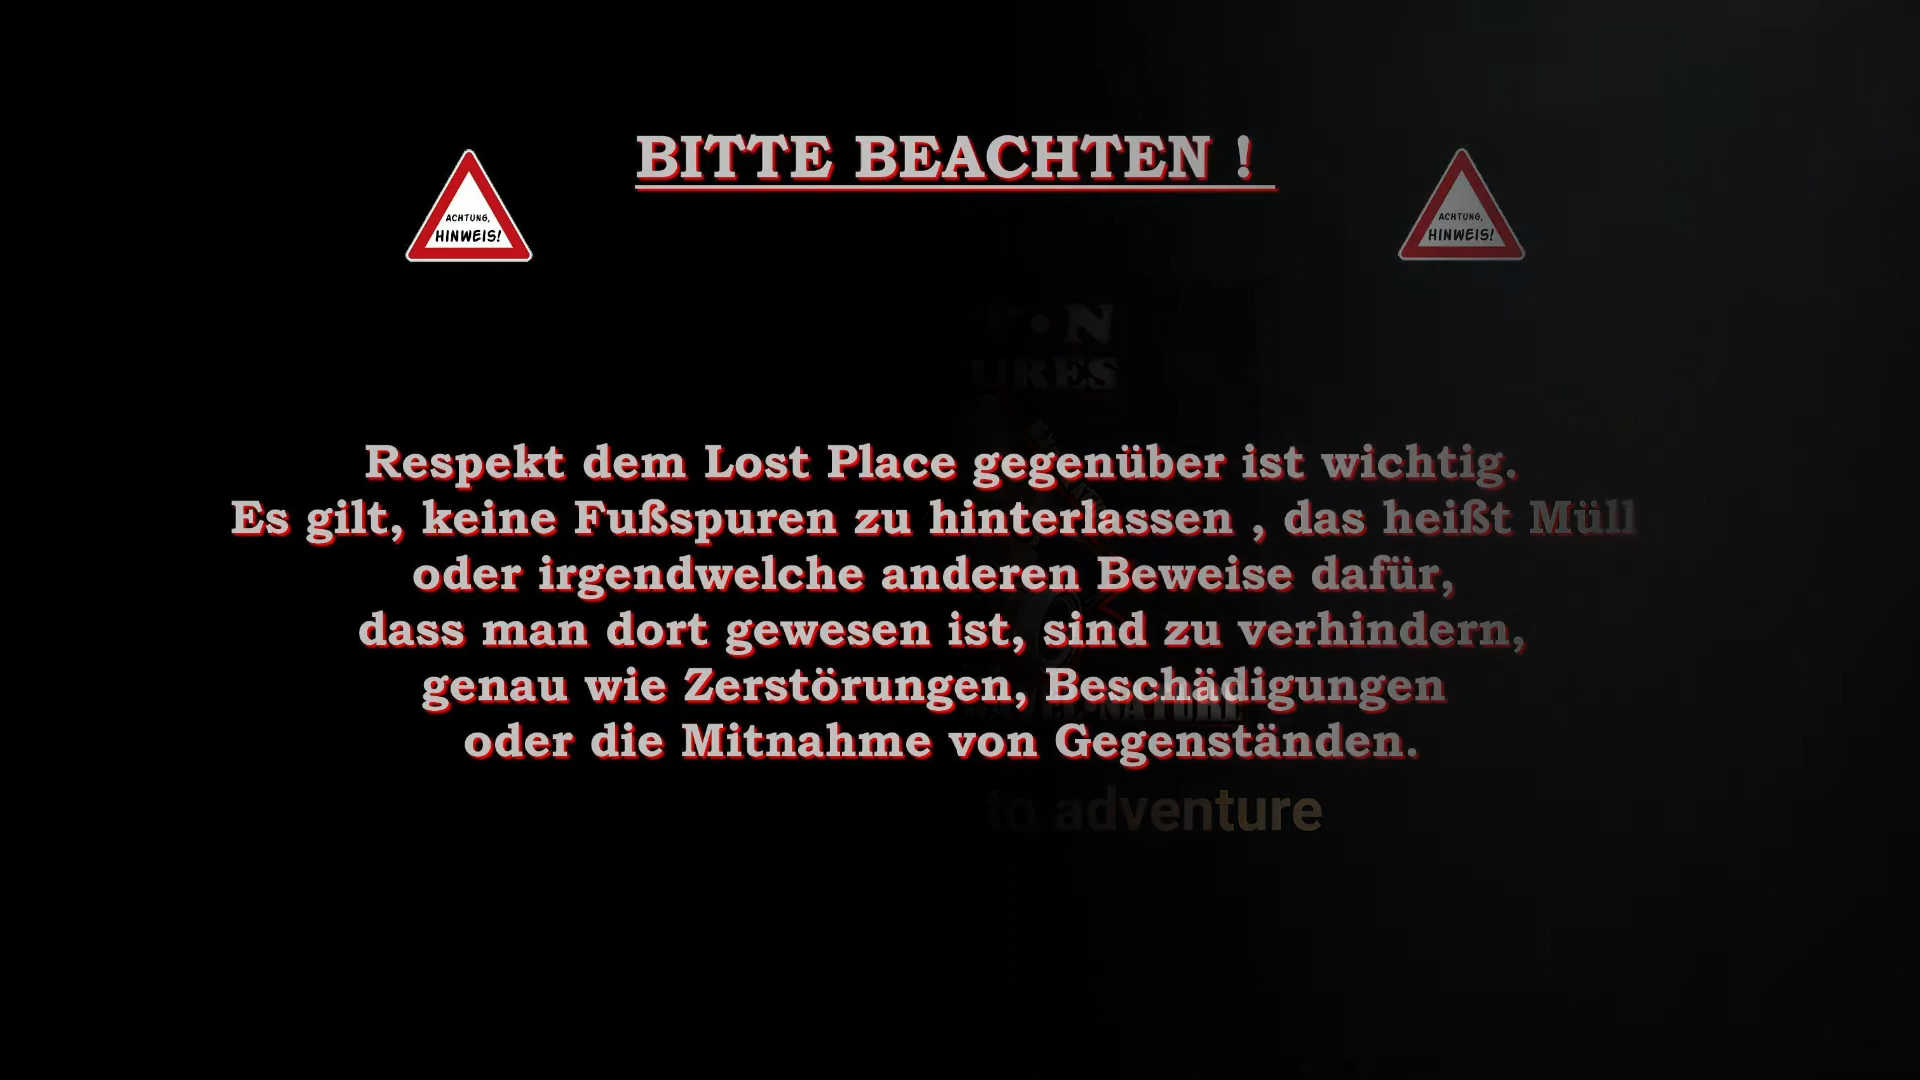 BITTE BEACHTEN !
ACHTUNG,
HINWEIS!
ACHTUNG,
HINWEIS!
URES
Respekt dem Lost Place gegenüber ist wichtig.
Es gilt, keine Fußspuren zu hinterlassen , das heißt Müll
oder irgendwelche anderen Beweise dafür,
dass man dort gewesen ist, sind zu verhindern,
genau wie Zerstörungen, Beschädigungen
NATURE
oder die Mitnahme von Gegenständen.
to adventure